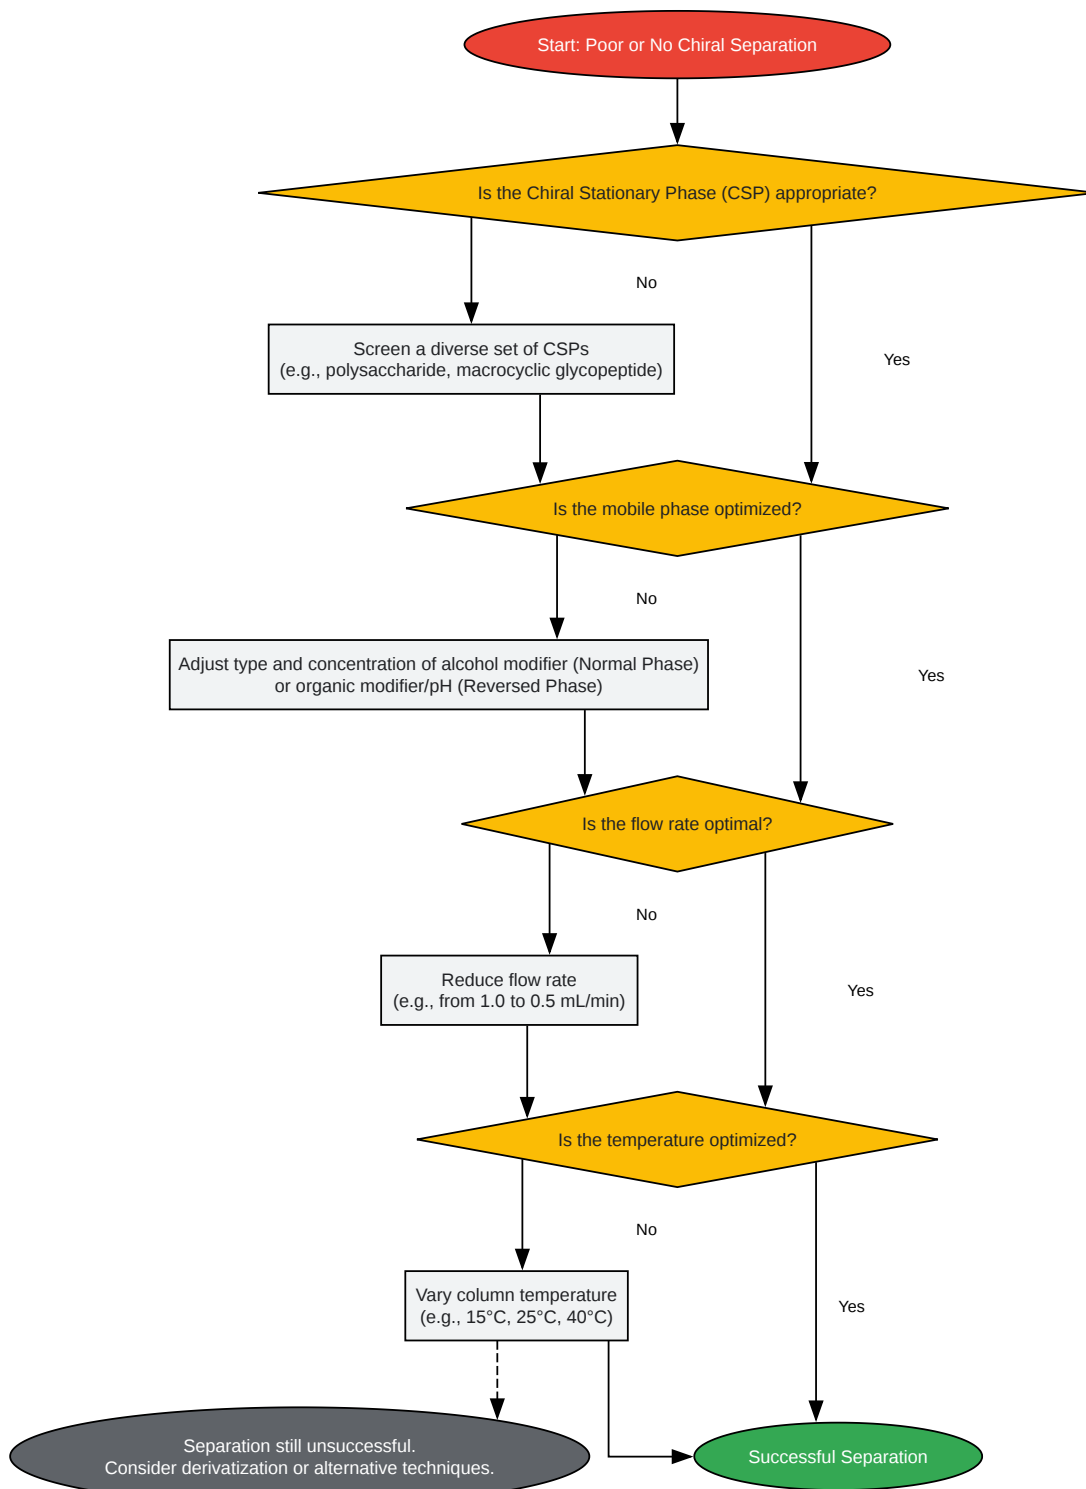 Start: Poor or No Chiral Separation
Is the Chiral Stationary Phase (CSP) appropriate?
No
Screen a diverse set of CSPs
(e.g., polysaccharide, macrocyclic glycopeptide)
Yes
Is the mobile phase optimized?
No
Adjust type and concentration of alcohol modifier (Normal Phase)
or organic modifier/pH (Reversed Phase)
Yes
Is the flow rate optimal?
No
Reduce flow rate
(e.g., from 1.0 to 0.5 mL/min)
Yes
Is the temperature optimized?
No
Vary column temperature
(e.g., 15°C, 25°C, 40°C)
Yes
Separation still unsuccessful.
Consider derivatization or alternative techniques.
Successful Separation